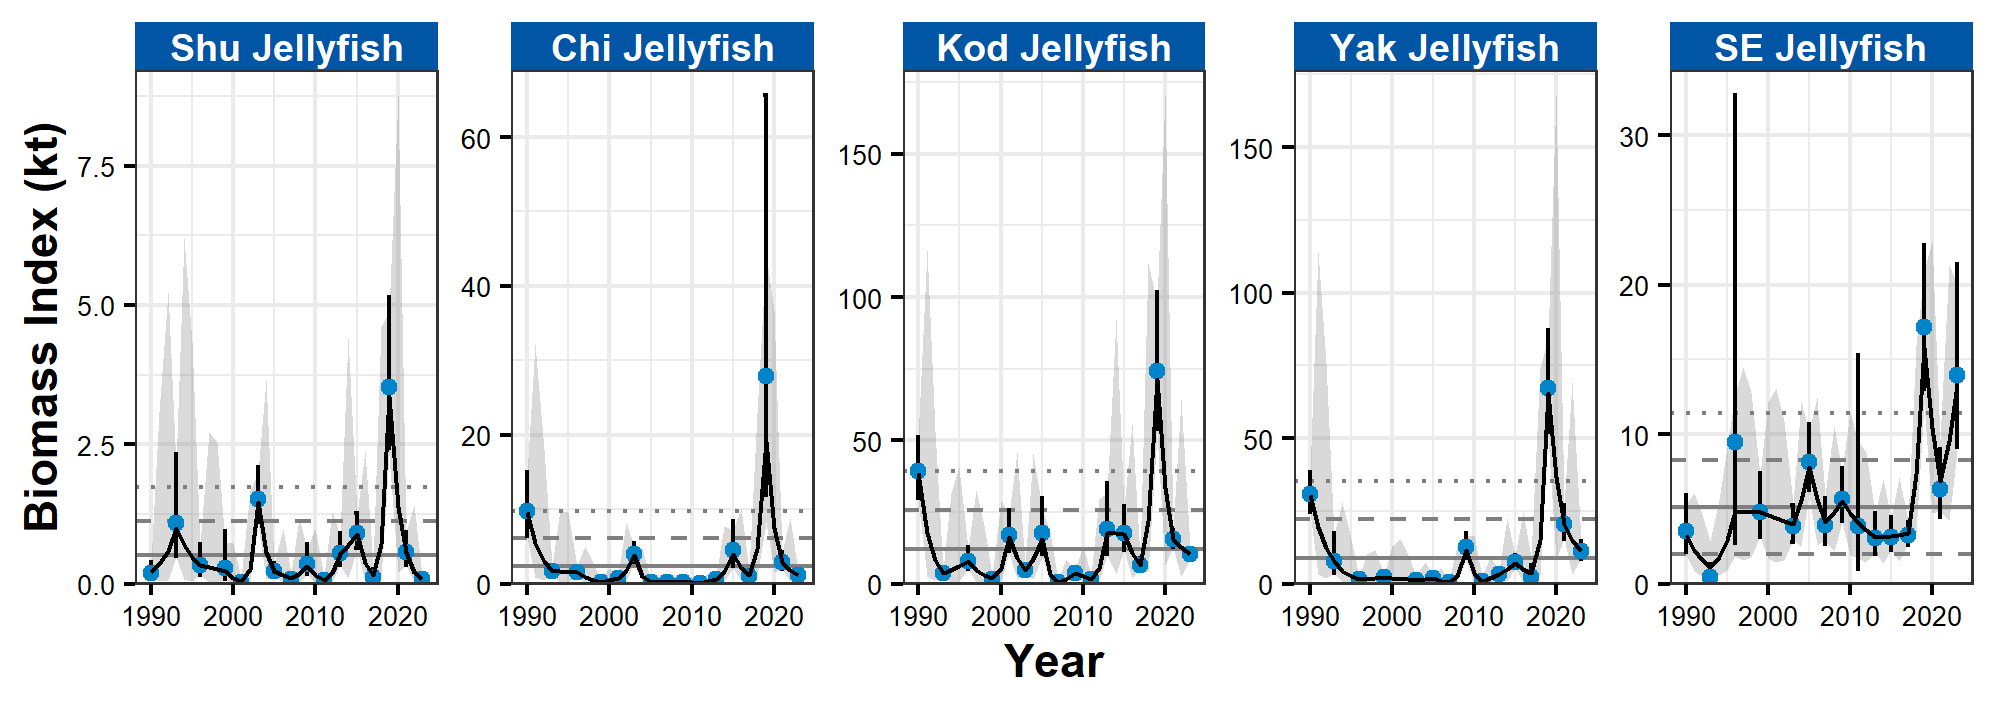 Shu Jellyfish
Chi Jellyfish
Kod Jellyfish
Yak Jellyfish
SE Jellyfish
Biomass Index (kt)
7.5
5.0
2.5
0.0
60
40
20
0
150
100
50
0
150
100
50
0
30
20
10
0
1990 2000 2010 2020
1990 2000 2010 2020
1990 2000 2010 2020
1990 2000 2010 2020
1990 2000 2010 2020
Year